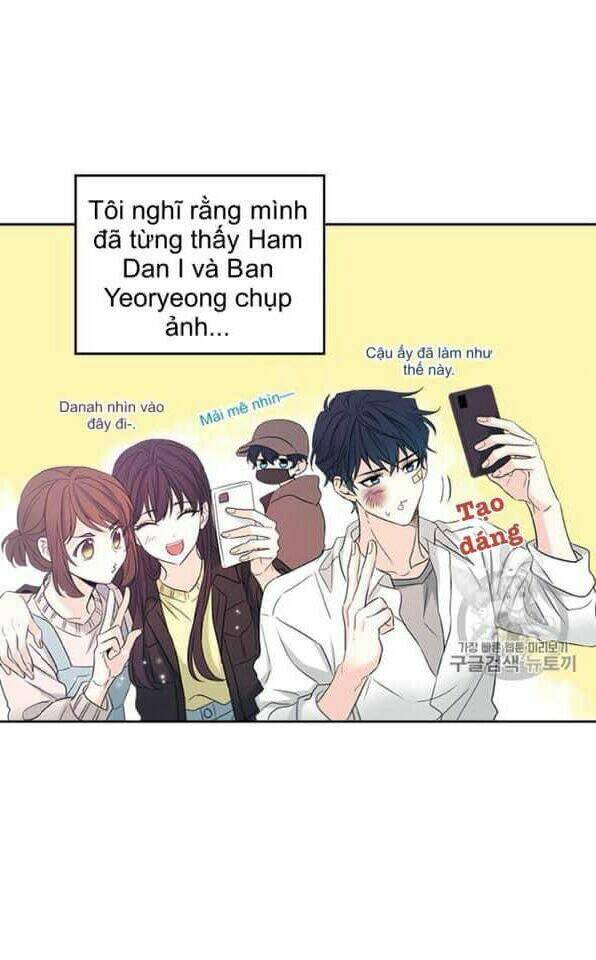 Tôi nghĩ rằng mình
đã từng thấy Ham
Dan I và Ban
Yeoryeong chụp
ảnh...
Cậu ấy đã làm như
thế này.
Danah nhìn vào
đây đi-.
Mải mê nhìn—
Tạo
dáng
가장 빠른 웹툰 미리보기
구글검색 뉴토끼